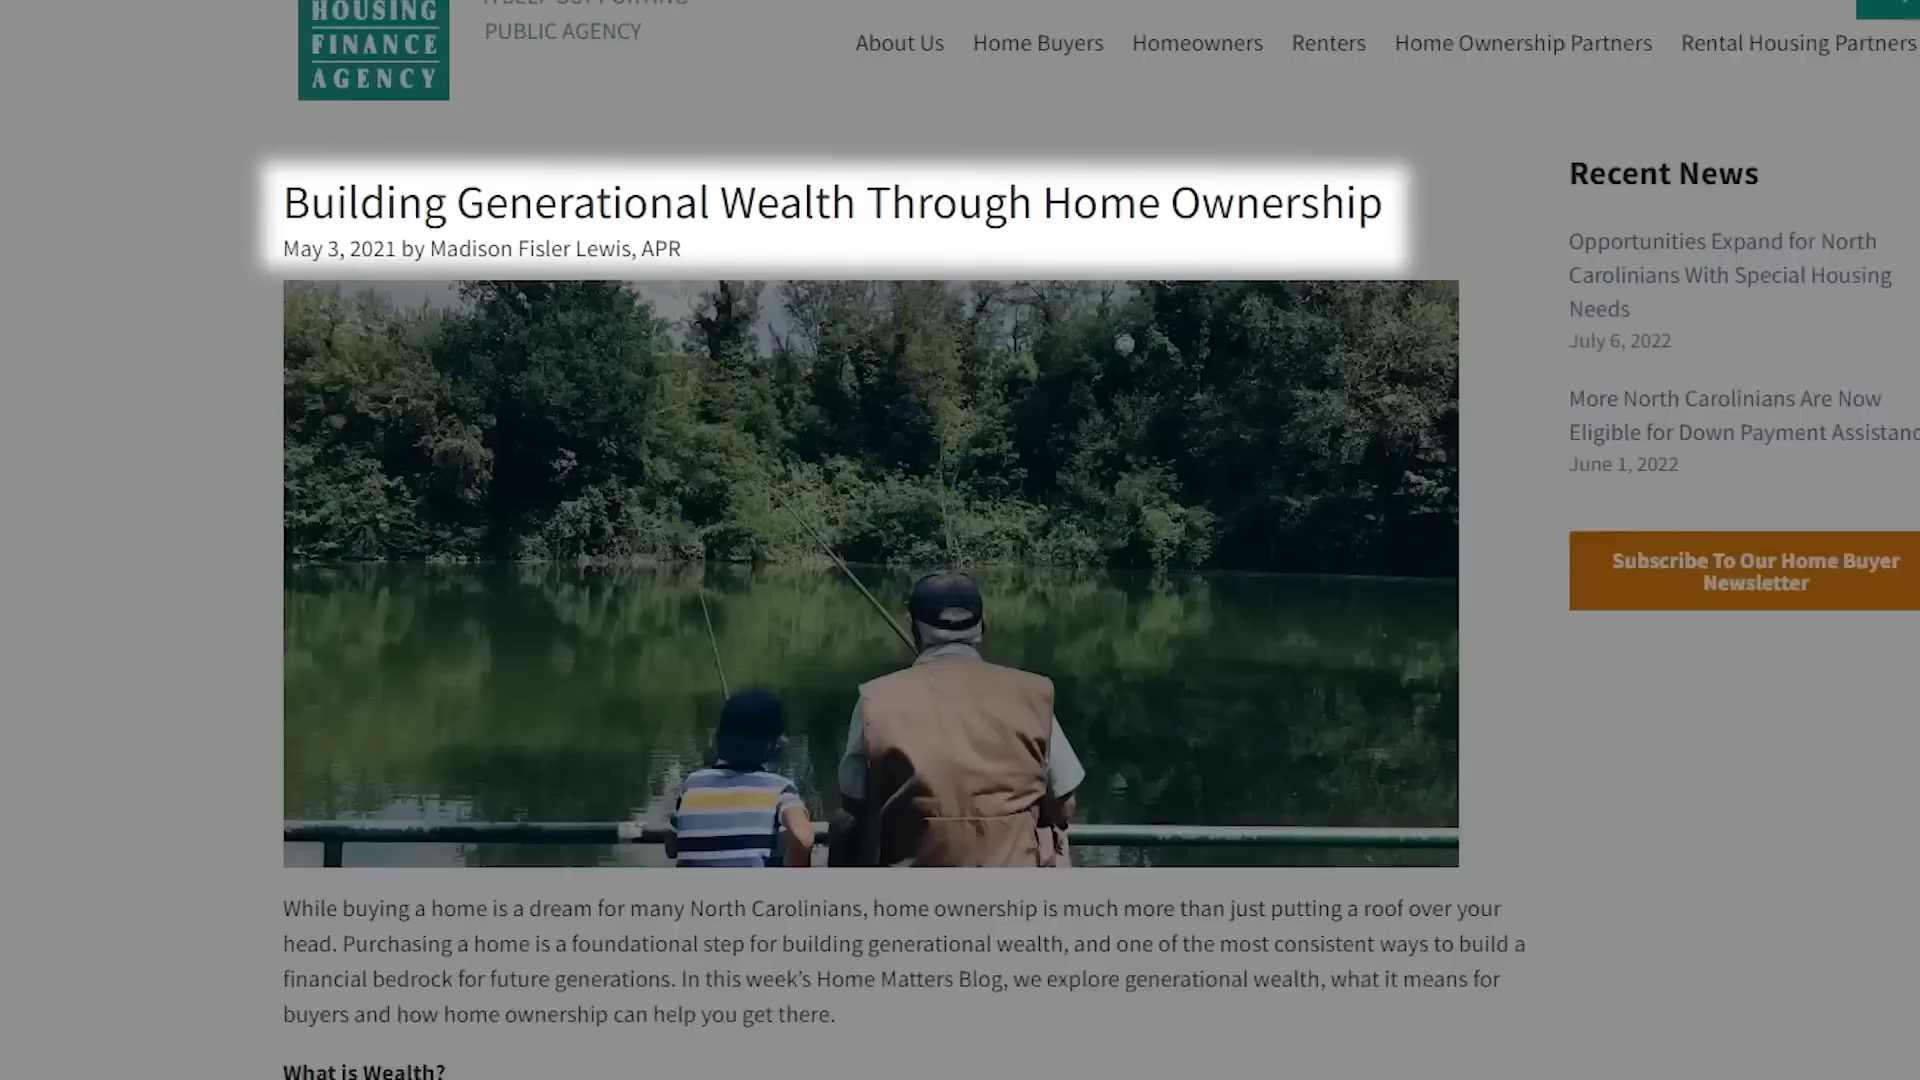 HOUSING
FINANCE
AGENCY
PUBLIC AGENCY
About Us Home Buyers Homeowners Renters Home Ownership Partners Rental Housing Partners
Building Generational Wealth Through Home Ownership
May 3, 2021 by Madison Fisler Lewis, APR
While buying a home is a dream for many North Carolinians, home ownership is much more than just putting a roof over your
head. Purchasing a home is a foundational step for building generational wealth, and one of the most consistent ways to build a
financial bedrock for future generations. In this week's Home Matters Blog, we explore generational wealth, what it means for
buyers and how home ownership can help you get there.
What is Wealth?
Recent News
Opportunities Expand for North
Carolinians With Special Housing
Needs
July 6, 2022
More North Carolinians Are Now
Eligible for Down Payment Assistanc
June 1, 2022
Subscribe To Our Home Buyer
Newsletter